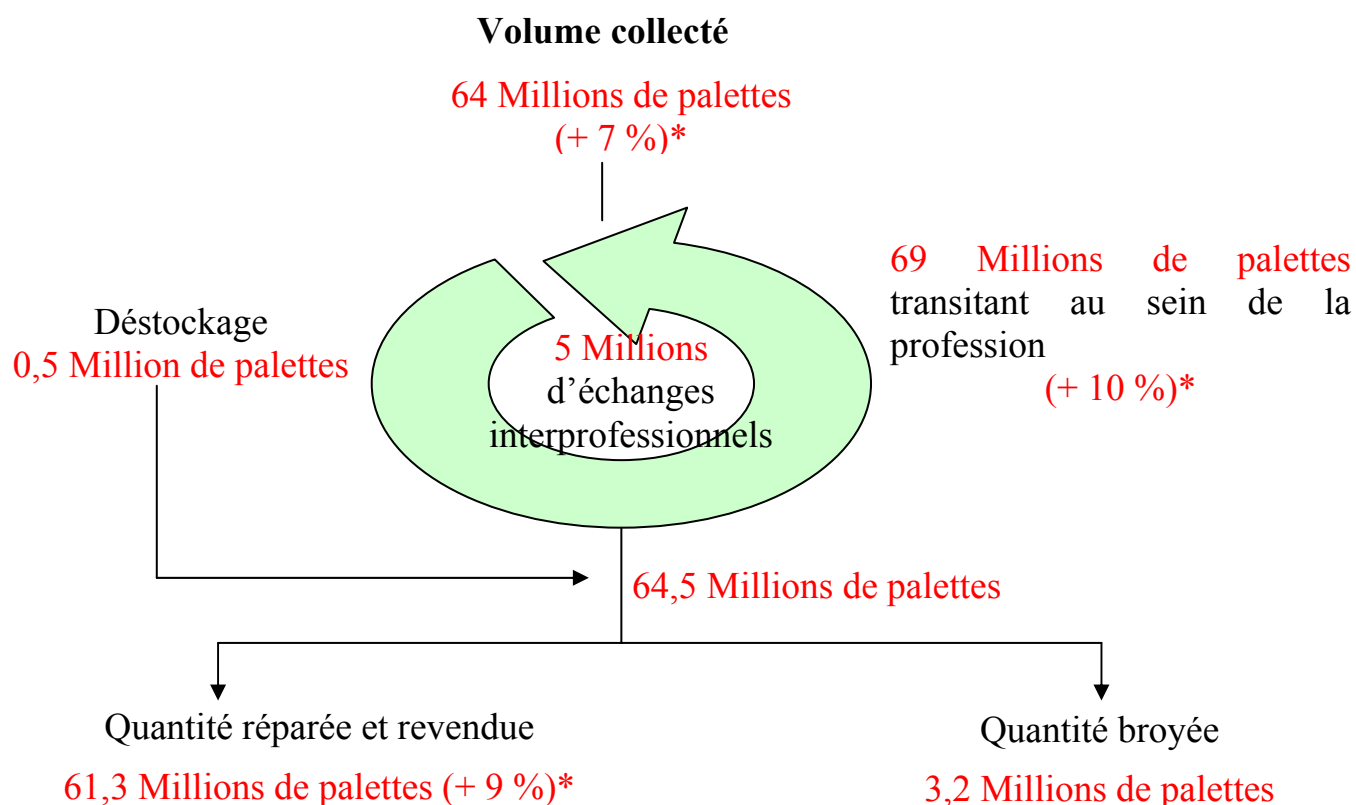 Volume collecté
64 Millions de palettes
(+ 7 %)*
69 Millions de palettes
transitant au sein de la
profession
(+ 10 %)*
Déstockage
0,5 Million de palettes
5 Millions
d’échanges
interprofessionnels
64,5 Millions de palettes
Quantité réparée et revendue
61,3 Millions de palettes (+ 9 %)*
Quantité broyée
3,2 Millions de palettes